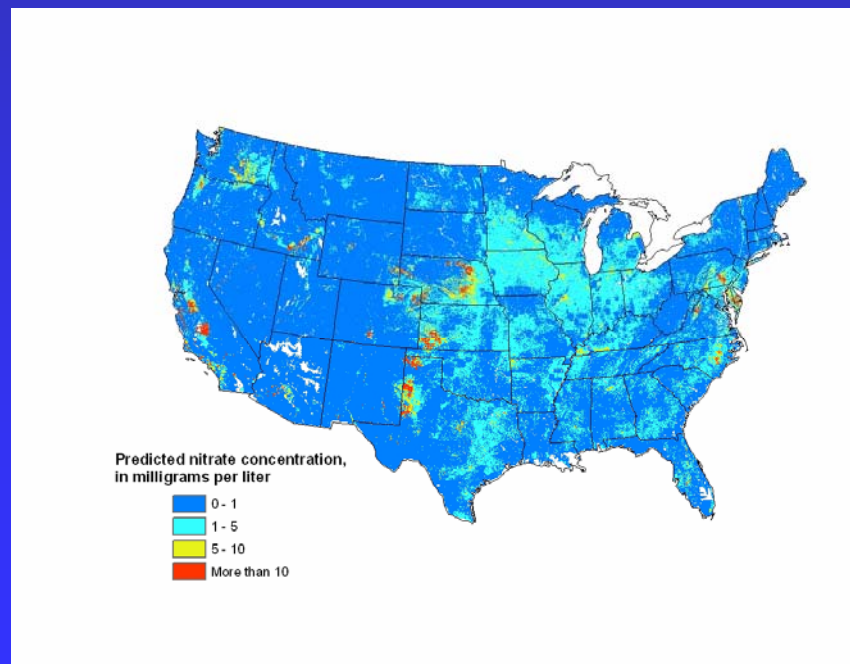 Predicted nitrate concentration,
in milligrams per liter
0 - 1
1 - 5
5 - 10
More than 10